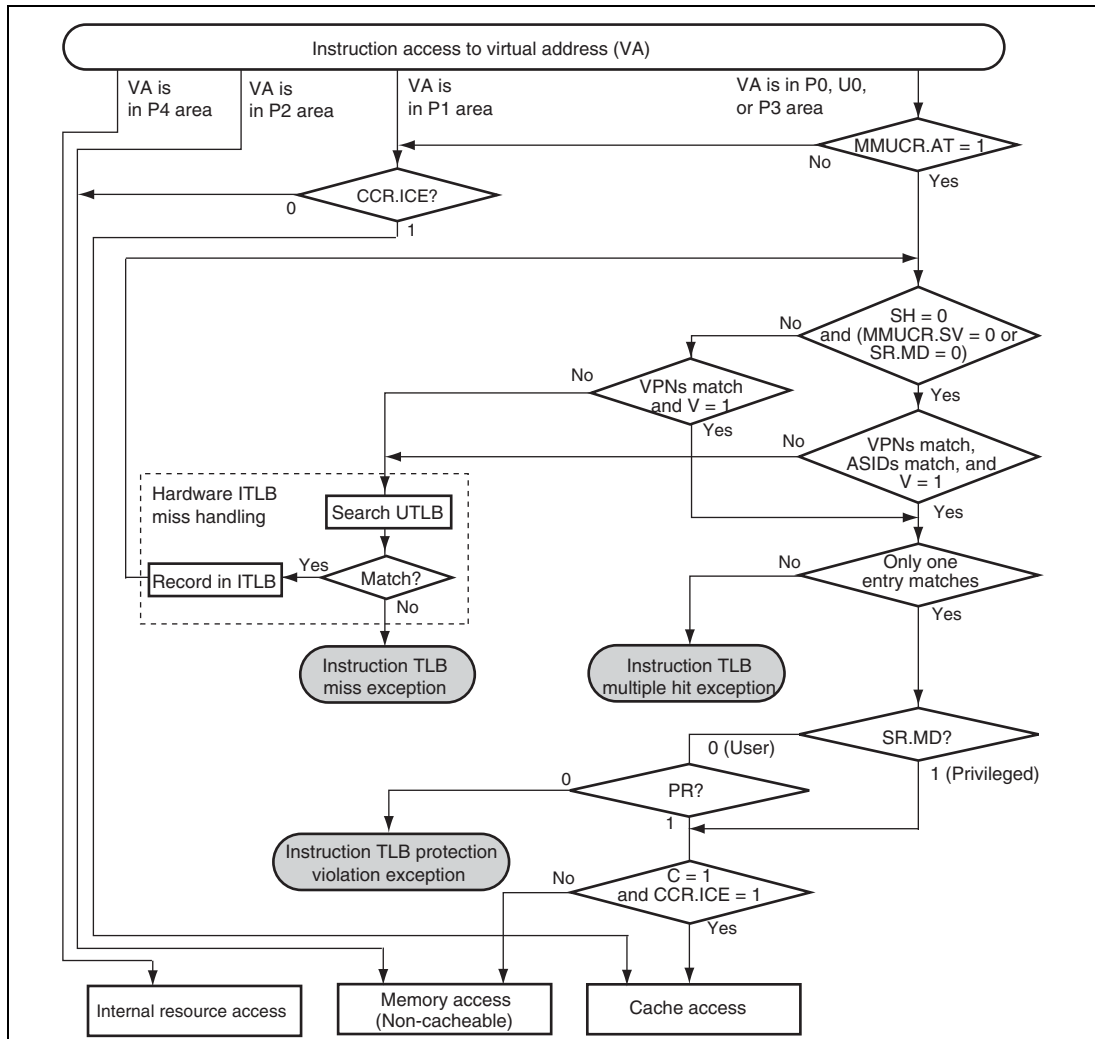 Instruction access to virtual address (VA)
VA is
in P4 area
VA is
in P2 area
VA is
in P1 area
VA is in P0, U0,
or P3 area
MMUCR.AT = 1
No
Yes
CCR.ICE?
0
1
SH = 0
and (MMUCR.SV = 0 or
SR.MD = 0)
No
Yes
VPNs match
and V = 1
No
Yes
VPNs match,
ASIDs match, and
V = 1
No
Yes
Hardware ITLB
miss handling
Search UTLB
Match?
Yes
No
Record in ITLB
Only one
entry matches
No
Yes
Instruction TLB
miss exception
Instruction TLB
multiple hit exception
SR.MD?
0 (User)
1 (Privileged)
PR?
0
1
Instruction TLB protection
violation exception
C = 1
and CCR.ICE = 1
No
Yes
Internal resource access
Memory access
(Non-cacheable)
Cache access